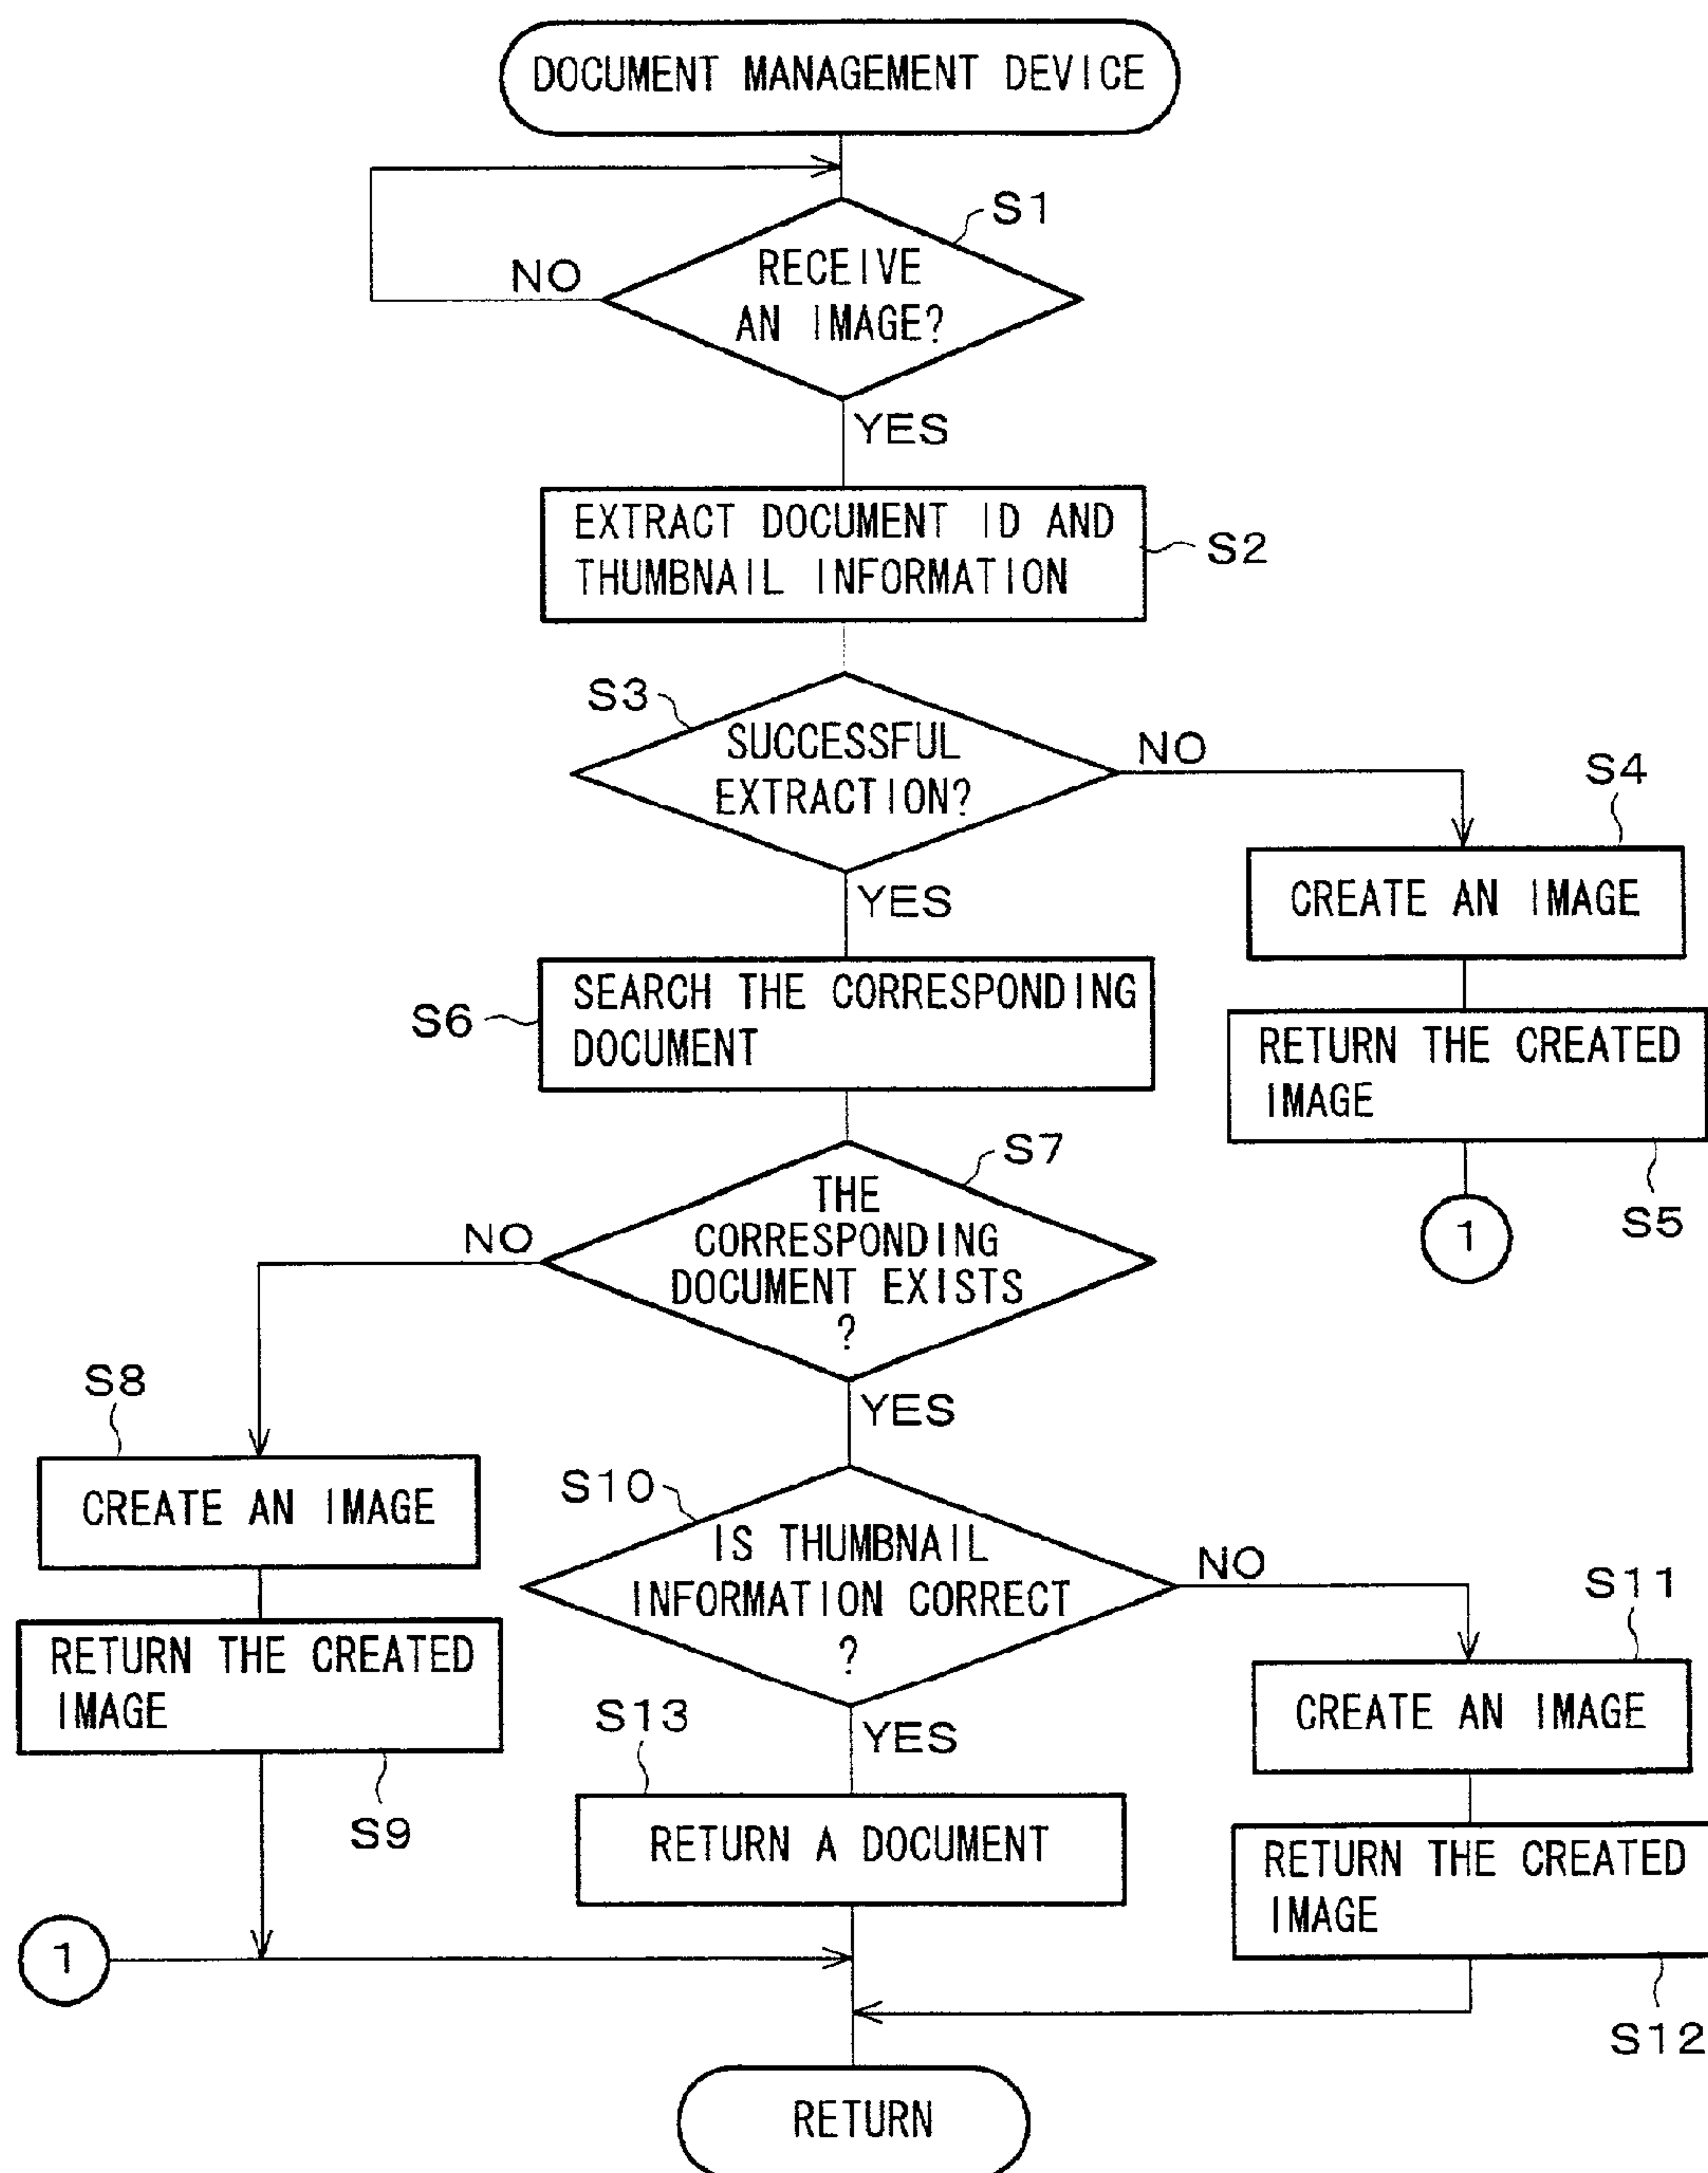 DOCUMENT MANAGEMENT DEVICE
S1
RECEIVE
AN IMAGE?
NO
YES
EXTRACT DOCUMENT ID AND
THUMBNAIL INFORMATION
S2
S3
SUCCESSFUL
EXTRACTION?
NO
YES
S4
CREATE AN IMAGE
RETURN THE CREATED
IMAGE
S5
1
S6
SEARCH THE CORRESPONDING
DOCUMENT
S7
THE
CORRESPONDING
DOCUMENT EXISTS
?
NO
YES
S8
CREATE AN IMAGE
RETURN THE CREATED
IMAGE
S9
S10
IS THUMBNAIL
INFORMATION CORRECT
?
NO
YES
S11
CREATE AN IMAGE
RETURN THE CREATED
IMAGE
S12
S13
RETURN A DOCUMENT
1
RETURN